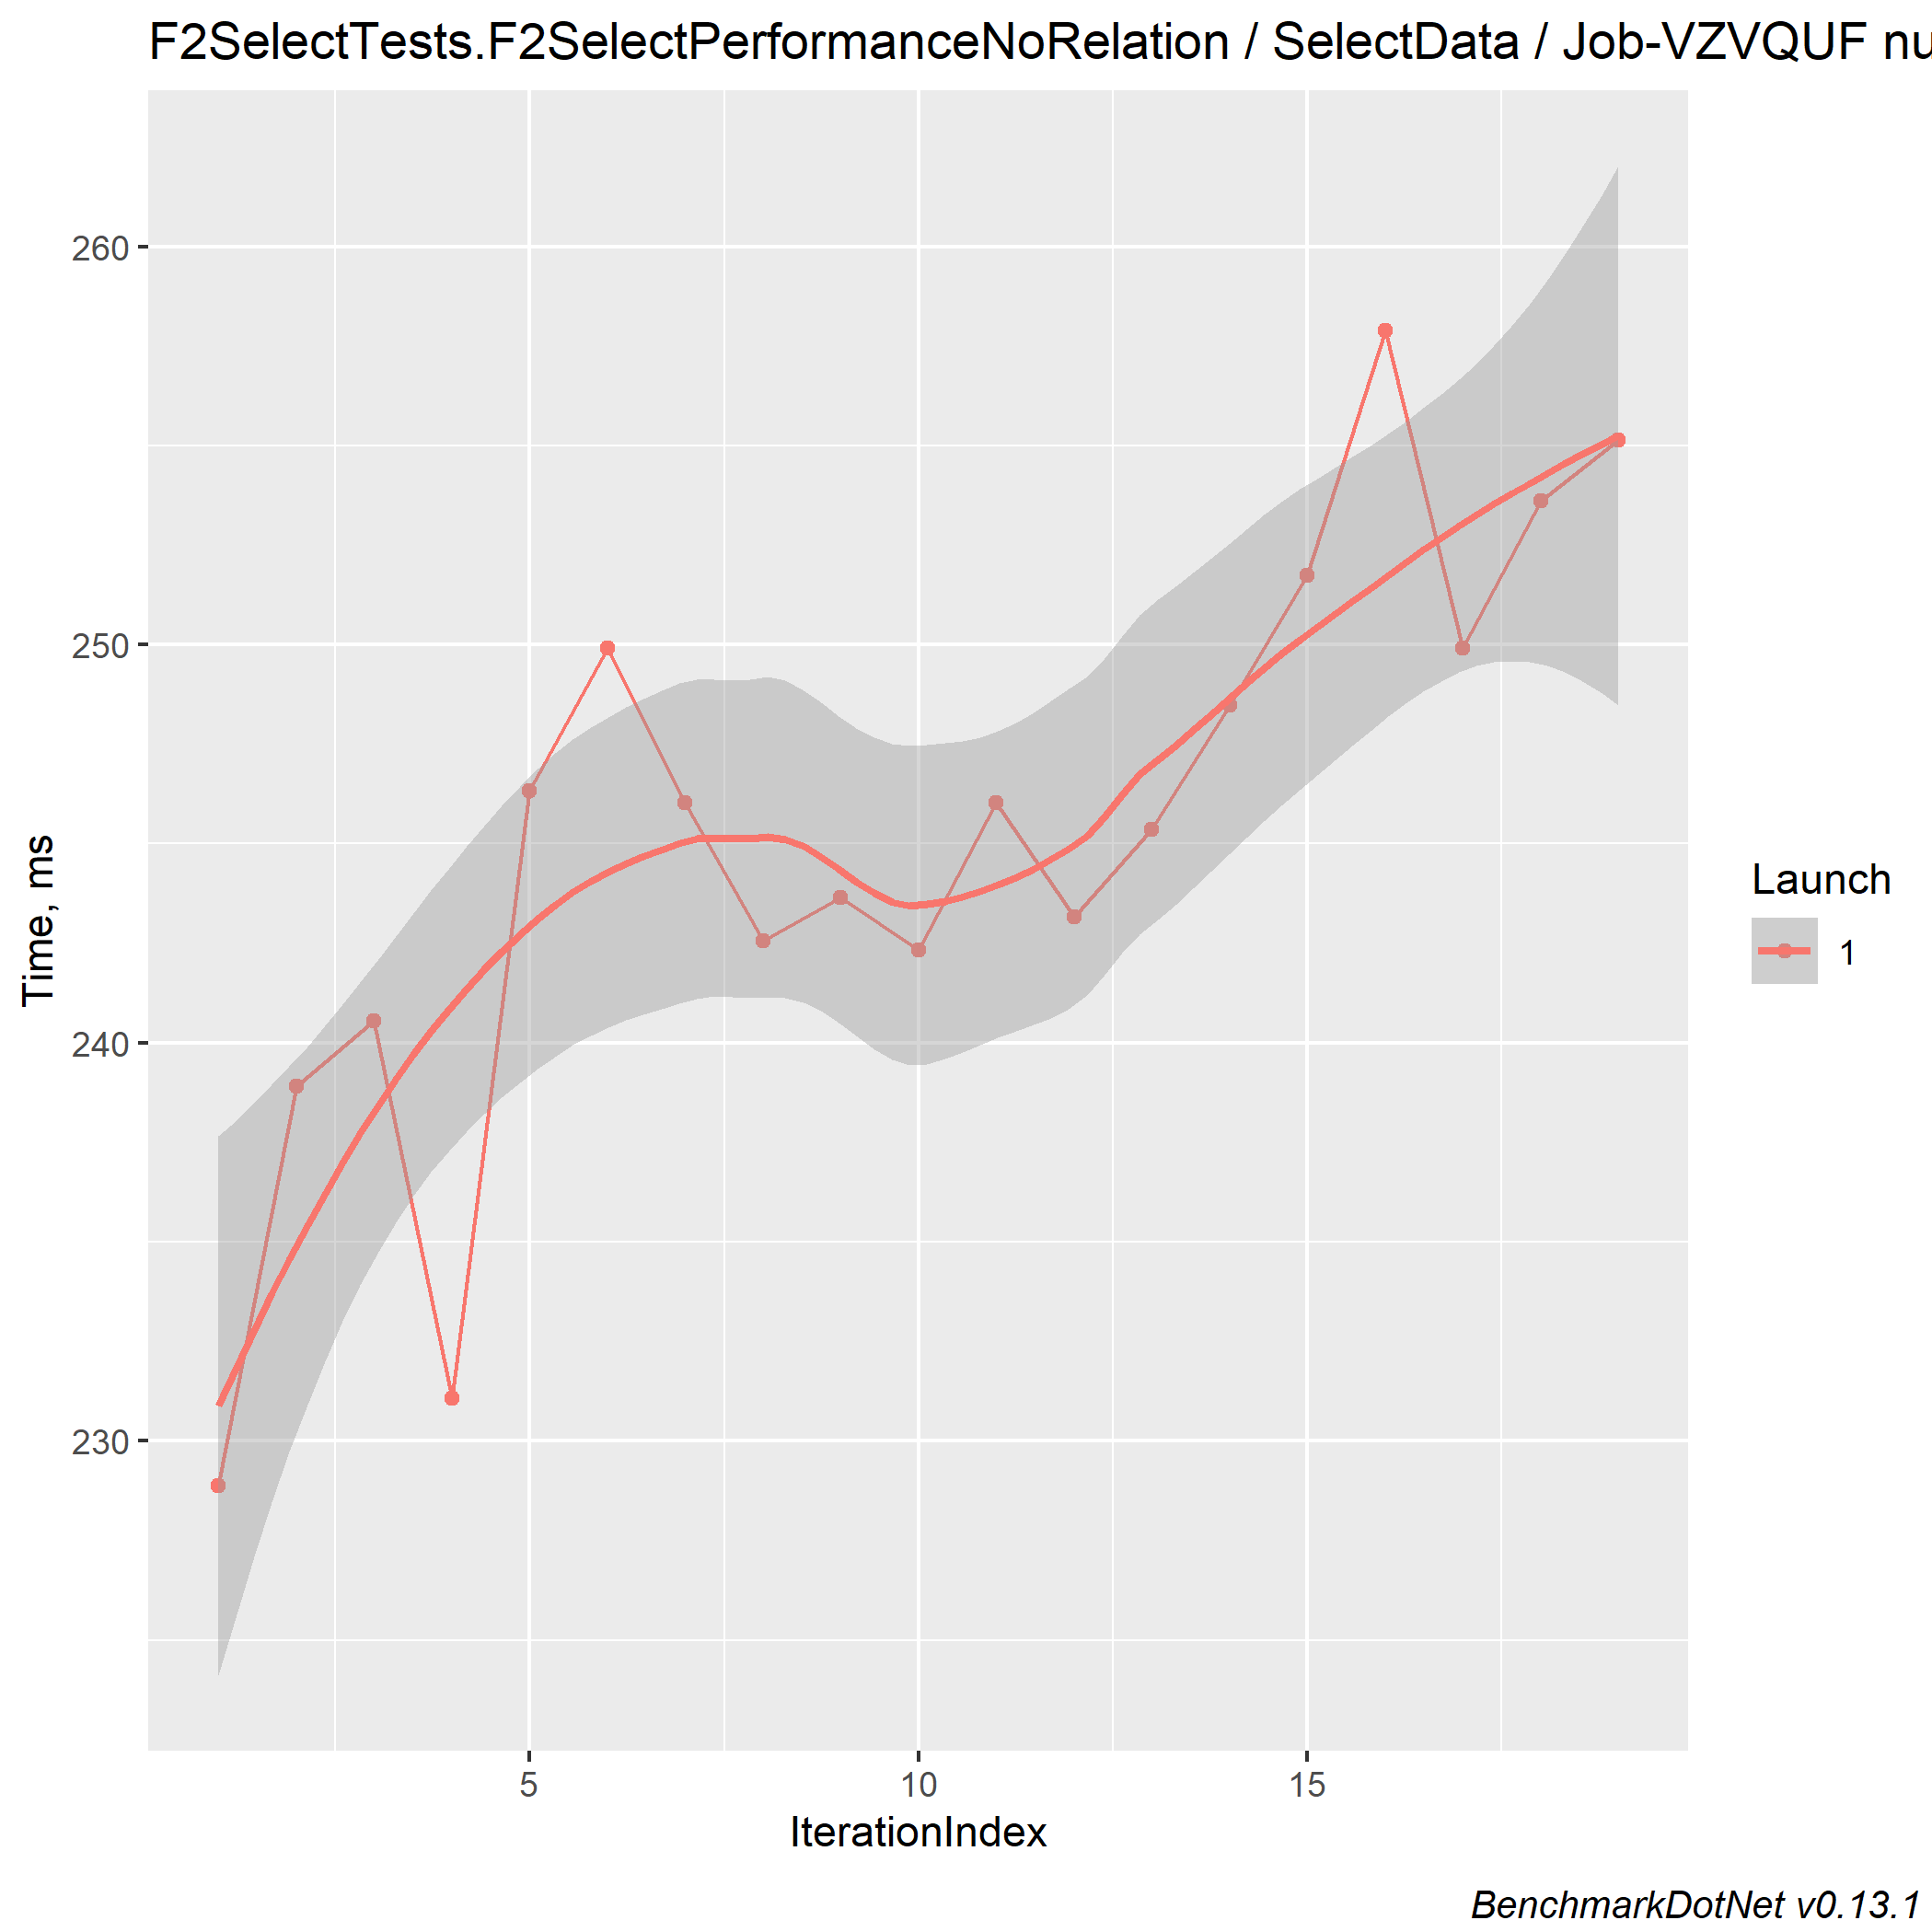 F2SelectTests.F2SelectPerformanceNoRelation / SelectData / Job-VZVQUF nu
260
250
240
230
Time, ms
5 10 15
IterationIndex
Launch
1
BenchmarkDotNet v0.13.1